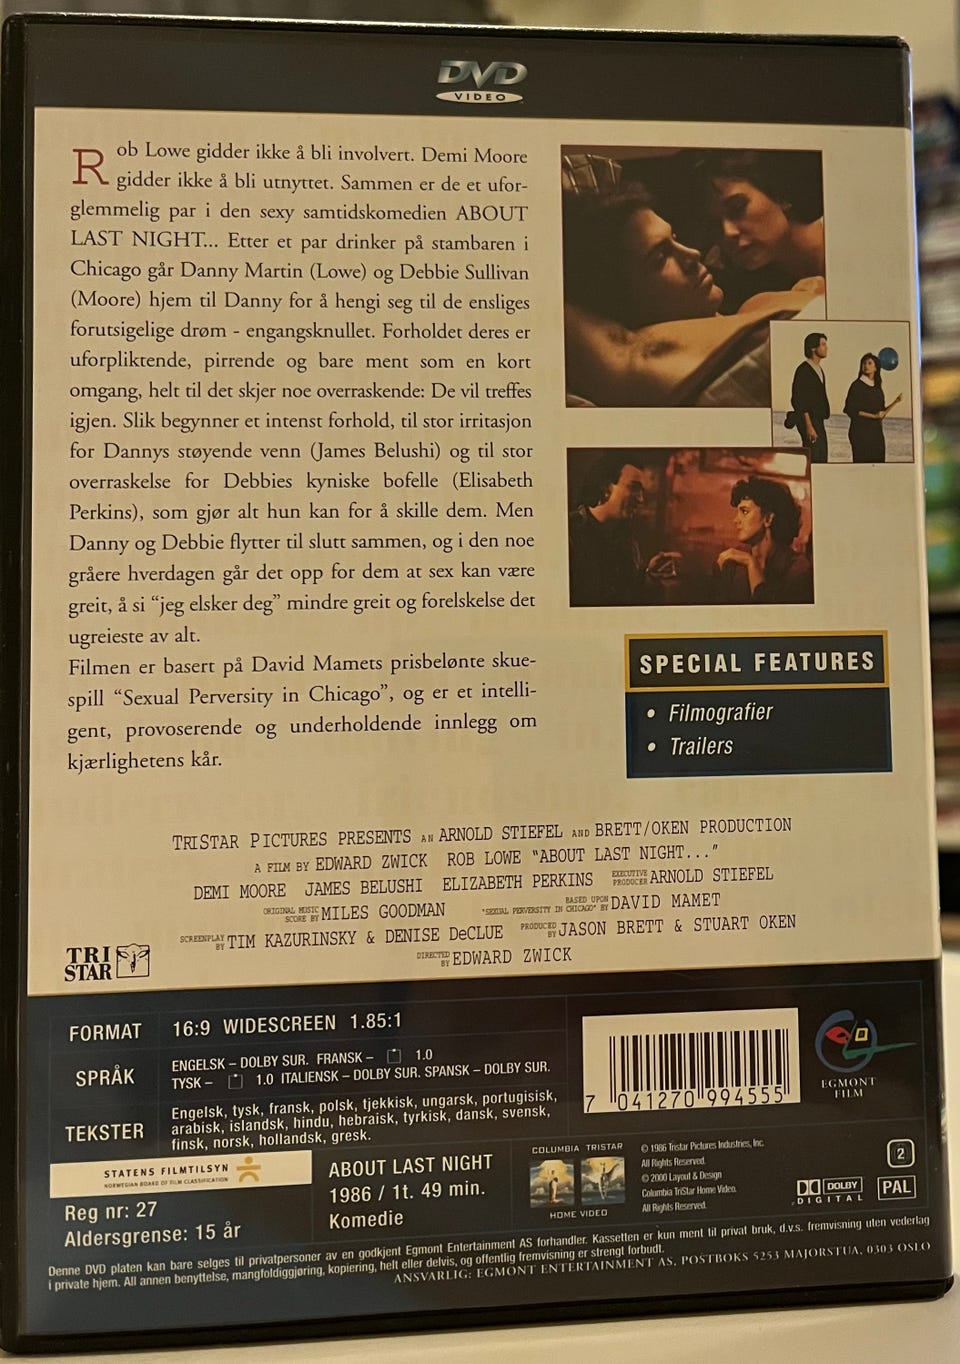 DVD
VIDEO
Rob Lowe gidder ikke å bli involvert. Demi Moore
gidder ikke å bli utnyttet. Sammen er de et ufor-
glemmelig par i den sexy samtidskomedien ABOUT
LAST NIGHT... Etter et par drinker på stambaren i
Chicago går Danny Martin (Lowe) og Debbie Sullivan
(Moore) hjem til Danny for å hengi seg til de ensliges
forutsigelige drøm - engangsknullet. Forholdet deres er
uforpliktende, pirrende og bare ment som en kort
omgang, helt til det skjer noe overraskende: De vil treffes
igjen. Slik begynner et intenst forhold, til stor irritasjon
for Dannys støyende venn (James Belushi) og til stor
overraskelse for Debbies kyniske bofelle (Elisabeth
Perkins), som gjør alt hun kan for å skille dem. Men
Danny og Debbie flytter til slutt sammen, og i den noe
gråere hverdagen går det opp for dem at sex kan være
greit, å si “jeg elsker deg” mindre greit og forelskelse det
ugreieste av alt.
Filmen er basert på David Mamets prisbelønte skue-
spill “Sexual Perversity in Chicago”, og er et intelli-
gent, provoserende og underholdende innlegg om
kjærlighetens kår.
SPECIAL FEATURES
• Filmografier
• Trailers
TRISTAR PICTURES PRESENTS AN ARNOLD STIEFEL AND BRETT/OKEN PRODUCTION
A FILM BY EDWARD ZWICK ROB LOWE “ABOUT LAST NIGHT...”
DEMI MOORE JAMES BELUSHI ELIZABETH PERKINS EXECUTIVE PRODUCER ARNOLD STIEFEL
ORIGINAL MUSIC SCORE BY MILES GOODMAN BASED UPON “SEXUAL PERVERSITY IN CHICAGO” BY DAVID MAMET
SCREENPLAY BY TIM KAZURINSKY & DENISE DeCLUE PRODUCED BY JASON BRETT & STUART OKEN
DIRECTED BY EDWARD ZWICK
TRI
STAR
FORMAT 16:9 WIDESCREEN 1.85:1
SPRÅK ENGELSK – DOLBY SUR. FRANSK – 1.0
TYSK – 1.0 ITALIENSK – DOLBY SUR. SPANSK – DOLBY SUR.
TEKSTER Engelsk, tysk, fransk, polsk, tjekkisk, ungarsk, portugisisk,
arabisk, islandsk, hindu, hebraisk, tyrkisk, dansk, svensk,
finsk, norsk, hollandsk, gresk.
7 041270 994555
EGMONT
FILM
STATENS FILMTILSYN
NORWEGIAN BOARD OF FILM CLASSIFICATION
Reg nr: 27
Aldersgrense: 15 år
ABOUT LAST NIGHT
1986 / 1t. 49 min.
Komedie
COLUMBIA TRISTAR
HOME VIDEO
© 1986 Tristar Pictures Industries, Inc.
All Rights Reserved.
© 2000 Layout & Design
Columbia TriStar Home Video.
All Rights Reserved.
DOLBY
DIGITAL
2
PAL
Denne DVD platen kan bare selges til privatpersoner av en godkjent Egmont Entertainment AS forhandler. Kassetten er kun ment til privat bruk, d.v.s. fremvisning uten vederlag
i private hjem. All annen benyttelse, mangfoldiggjøring, kopiering, helt eller delvis, og offentlig fremvisning er strengt forbudt.
ANSVARLIG: EGMONT ENTERTAINMENT AS, POSTBOKS 5253 MAJORSTUA, 0303 OSLO